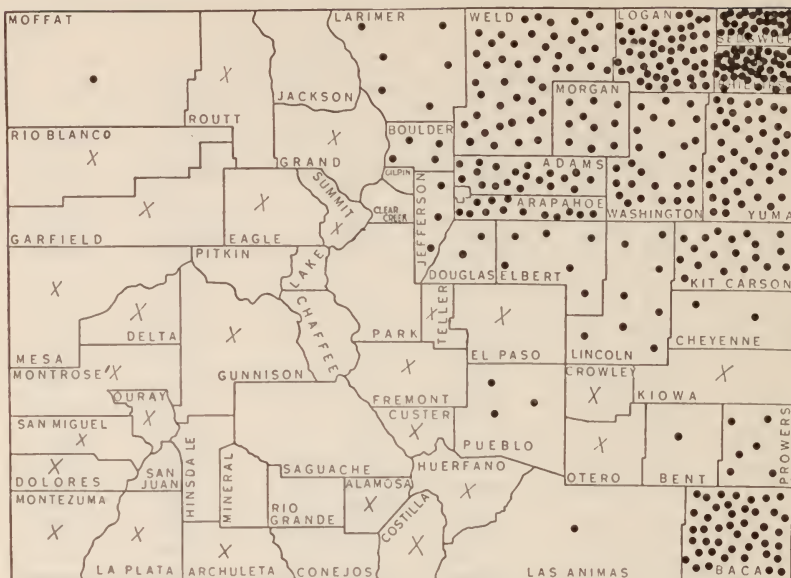 MOFFAT
LARIMER
WELD
LOGAN
SEDGWICK
PHILLIPS
JACKSON
ROUTT
MORGAN
RIO BLANCO
BOULDER
GRAND
GILPIN
ADAMS
SUMMIT
CLEAR CREEK
JEFFERSON
ARAPAHOE
WASHINGTON
YUMA
GARFIELD
EAGLE
PITKIN
LAKE
DOUGLAS
ELBERT
KIT CARSON
CHAFFEE
TELLER
DELTA
PARK
CHEYENNE
MESA
GUNNISON
EL PASO
LINCOLN
MONTROSE
CROWLEY
OURAY
FREMONT
KIOWA
SAN MIGUEL
CUSTER
HINSDALE
MINERAL
PUEBLO
PROWERS
DOLORES
SAN JUAN
SAGUACHE
HUERFANO
OTERO
BENT
MONTEZUMA
RIO GRANDE
ALAMOSA
COSTILLA
LA PLATA
ARCHULETA
CONEJOS
LAS ANIMAS
BACA